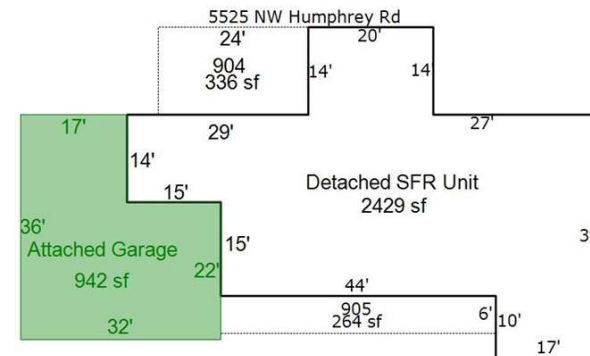 5525 NW Humphrey Rd
24'
20'
904
336 sf
14'
14'
17'
29'
27'
14'
15'
Detached SFR Unit
2429 sf
36'
15'
3
Attached Garage
22'
942 sf
44'
905
264 sf
6'
10'
32'
17'